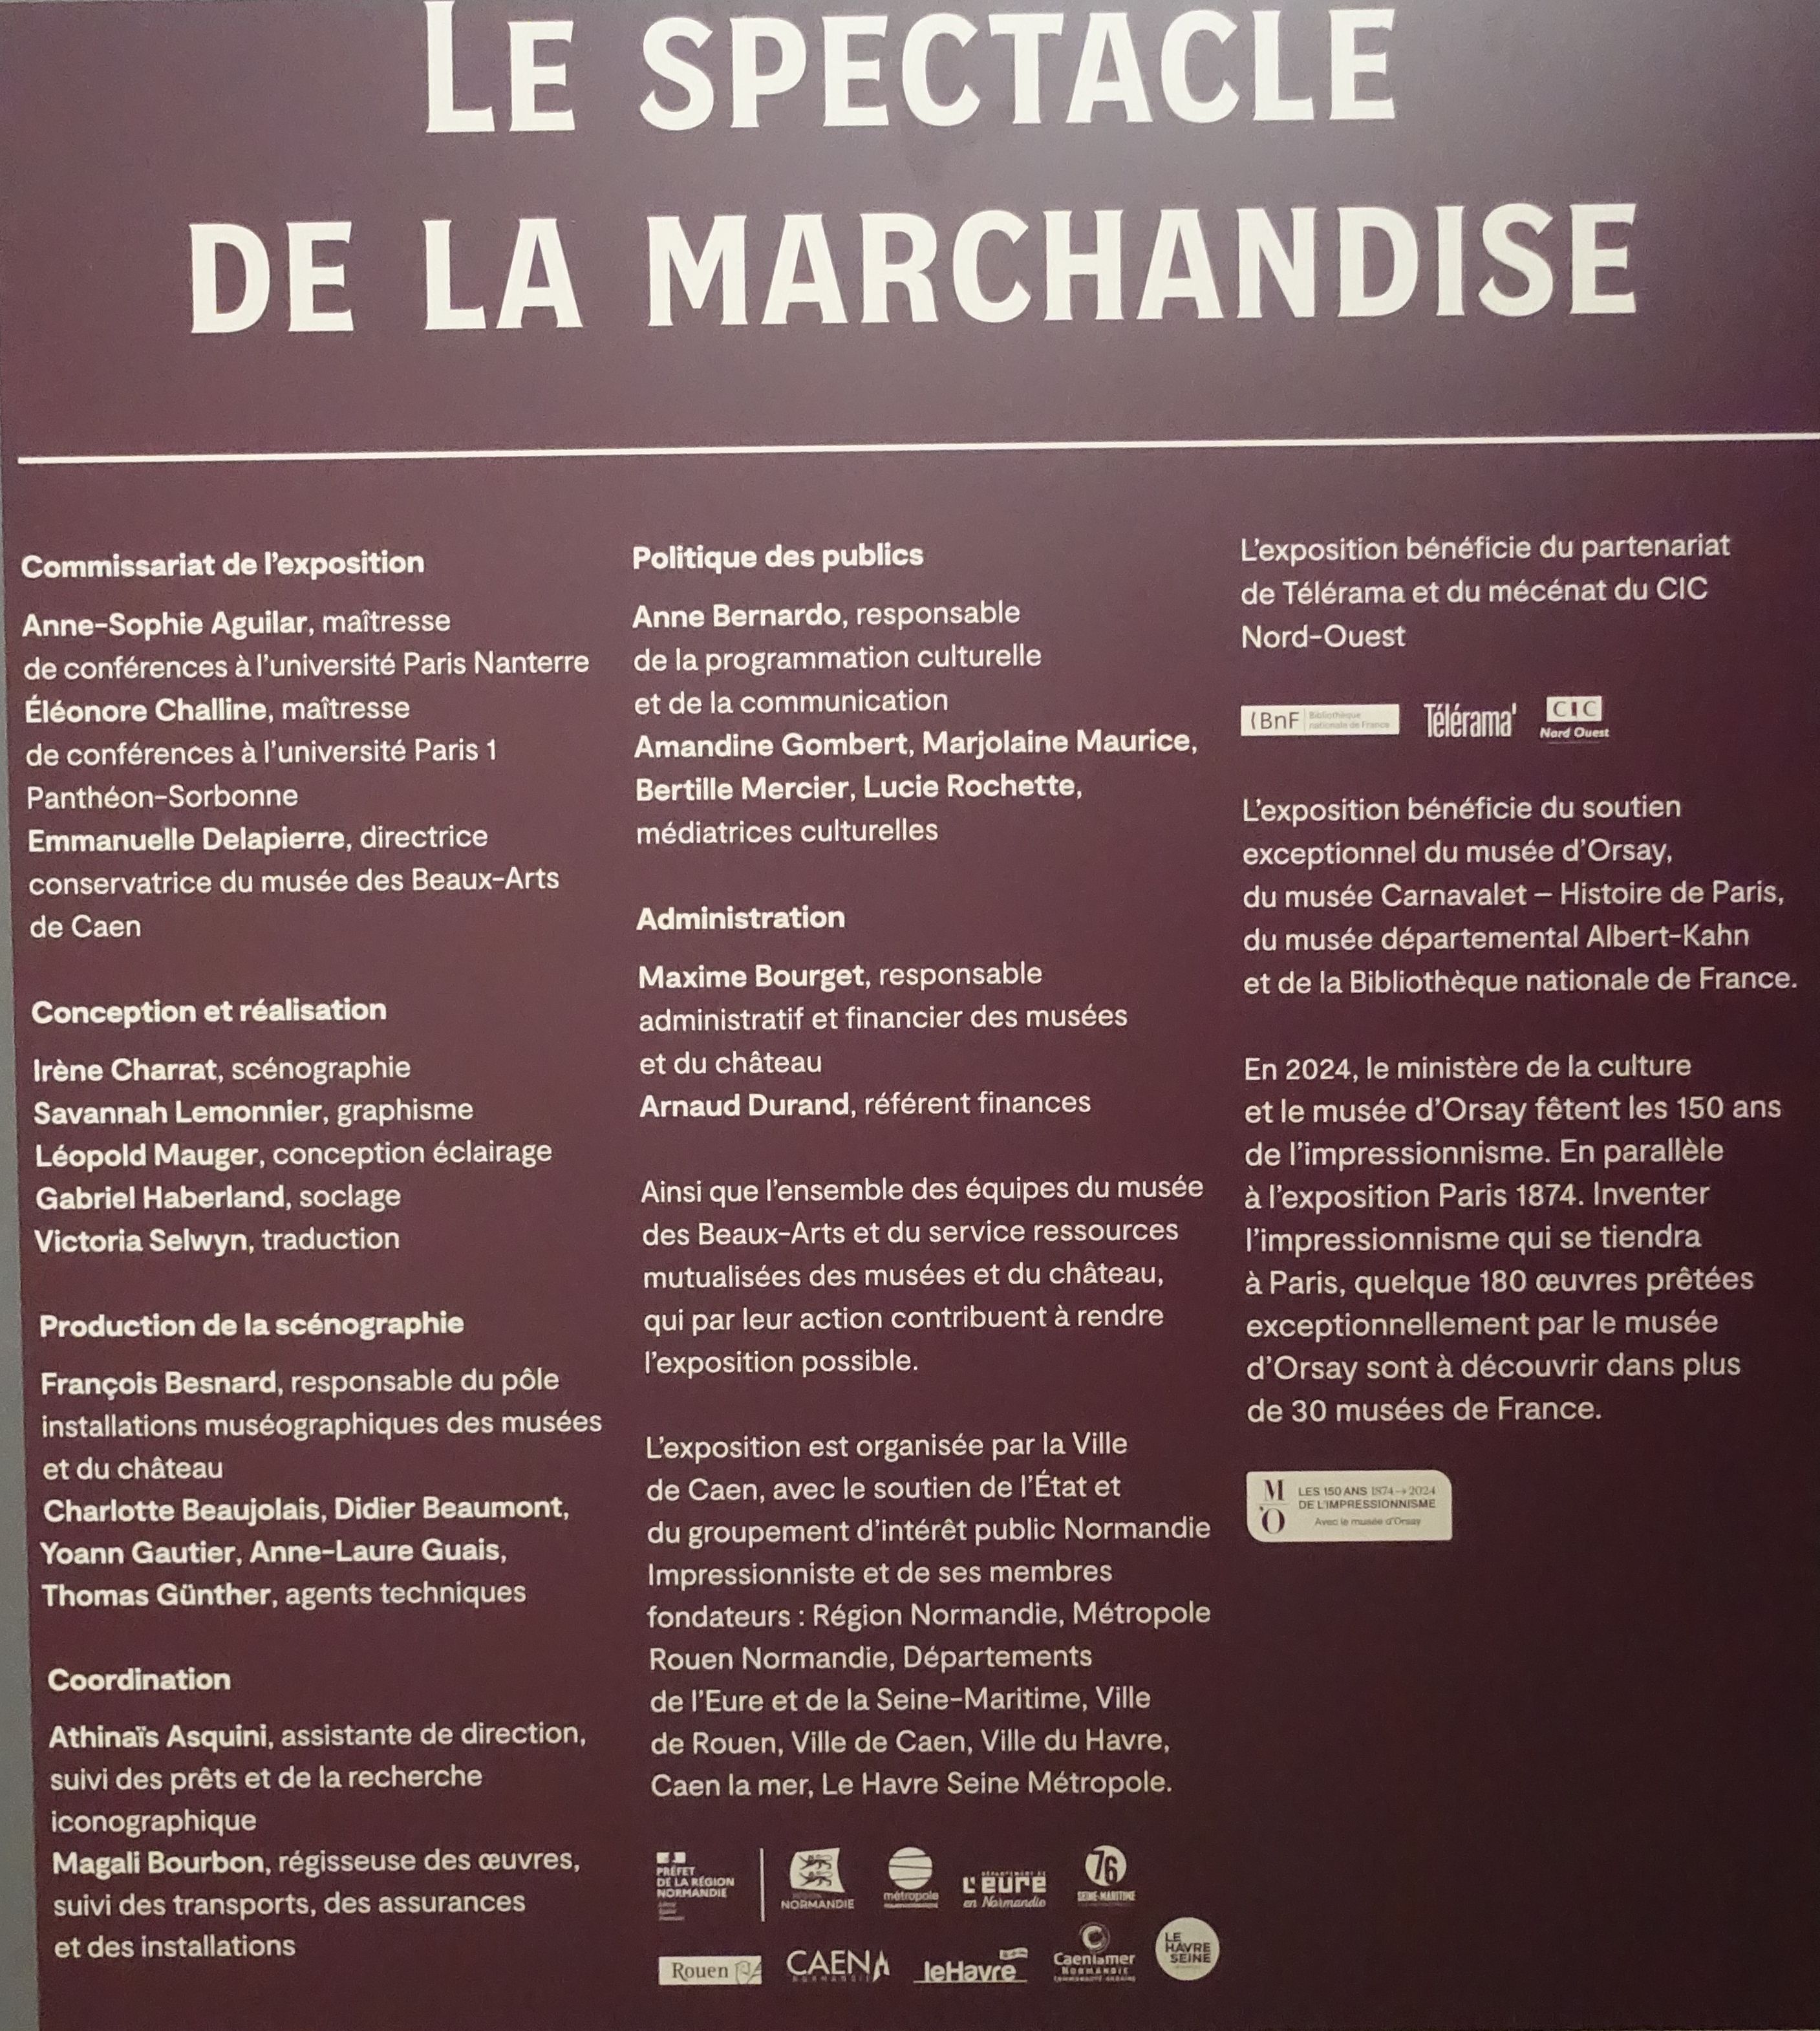 LE SPECTACLE
DE LA MARCHANDISE
Commissariat de l'exposition
Anne-Sophie Aguilar, maîtresse
de conférences à l'université Paris Nanterre
Éléonore Challine, maîtresse
de conférences à l'université Paris 1
Panthéon-Sorbonne
Emmanuelle Delapierre, directrice
conservatrice du musée des Beaux-Arts
de Caen
Conception et réalisation
Irène Charrat, scénographie
Savannah Lemonnier, graphisme
Léopold Mauger, conception éclairage
Gabriel Haberland, soclage
Victoria Selwyn, traduction
Production de la scénographie
François Besnard, responsable du pôle
installations muséographiques des musées
et du château
Charlotte Beaujolais, Didier Beaumont,
Yoann Gautier, Anne-Laure Guais,
Thomas Günther, agents techniques
Coordination
Athinaïs Asquini, assistante de direction,
suivi des prêts et de la recherche
iconographique
Magali Bourbon, régisseuse des œuvres,
suivi des transports, des assurances
et des installations
Politique des publics
Anne Bernardo, responsable
de la programmation culturelle
et de la communication
Amandine Gombert, Marjolaine Maurice,
Bertille Mercier, Lucie Rochette,
médiatrices culturelles
Administration
Maxime Bourget, responsable
administratif et financier des musées
et du château
Arnaud Durand, référent finances
Ainsi que l'ensemble des équipes du musée
des Beaux-Arts et du service ressources
mutualisées des musées et du château,
qui par leur action contribuent à rendre
l'exposition possible.
L'exposition est organisée par la Ville
de Caen, avec le soutien de l'État et
du groupement d'intérêt public Normandie
Impressionniste et de ses membres
fondateurs : Région Normandie, Métropole
Rouen Normandie, Départements
de l'Eure et de la Seine-Maritime, Ville
de Rouen, Ville de Caen, Ville du Havre,
Caen la mer, Le Havre Seine Métropole.
PRÉFET
DE LA RÉGION
NORMANDIE
NORMANDIE
métropole
L'eure
en Normandie
76
SEINE-MARITIME
Rouen
CAEN
NORMANDIE
leHavre
Caenlamer
NORMANDIE
LE
HAVRE
SEINE
L'exposition bénéficie du partenariat
de Télérama et du mécénat du CIC
Nord-Ouest
BnF Bibliothèque
nationale de France
Télérama'
CIC
Nord Ouest
L'exposition bénéficie du soutien
exceptionnel du musée d'Orsay,
du musée Carnavalet – Histoire de Paris,
du musée départemental Albert-Kahn
et de la Bibliothèque nationale de France.
En 2024, le ministère de la culture
et le musée d'Orsay fêtent les 150 ans
de l'impressionnisme. En parallèle
à l'exposition Paris 1874. Inventer
l'impressionnisme qui se tiendra
à Paris, quelque 180 œuvres prêtées
exceptionnellement par le musée
d'Orsay sont à découvrir dans plus
de 30 musées de France.
M
'O
LES 150 ANS 1874→2024
DE L'IMPRESSIONNISME
Avec le musée d'Orsay